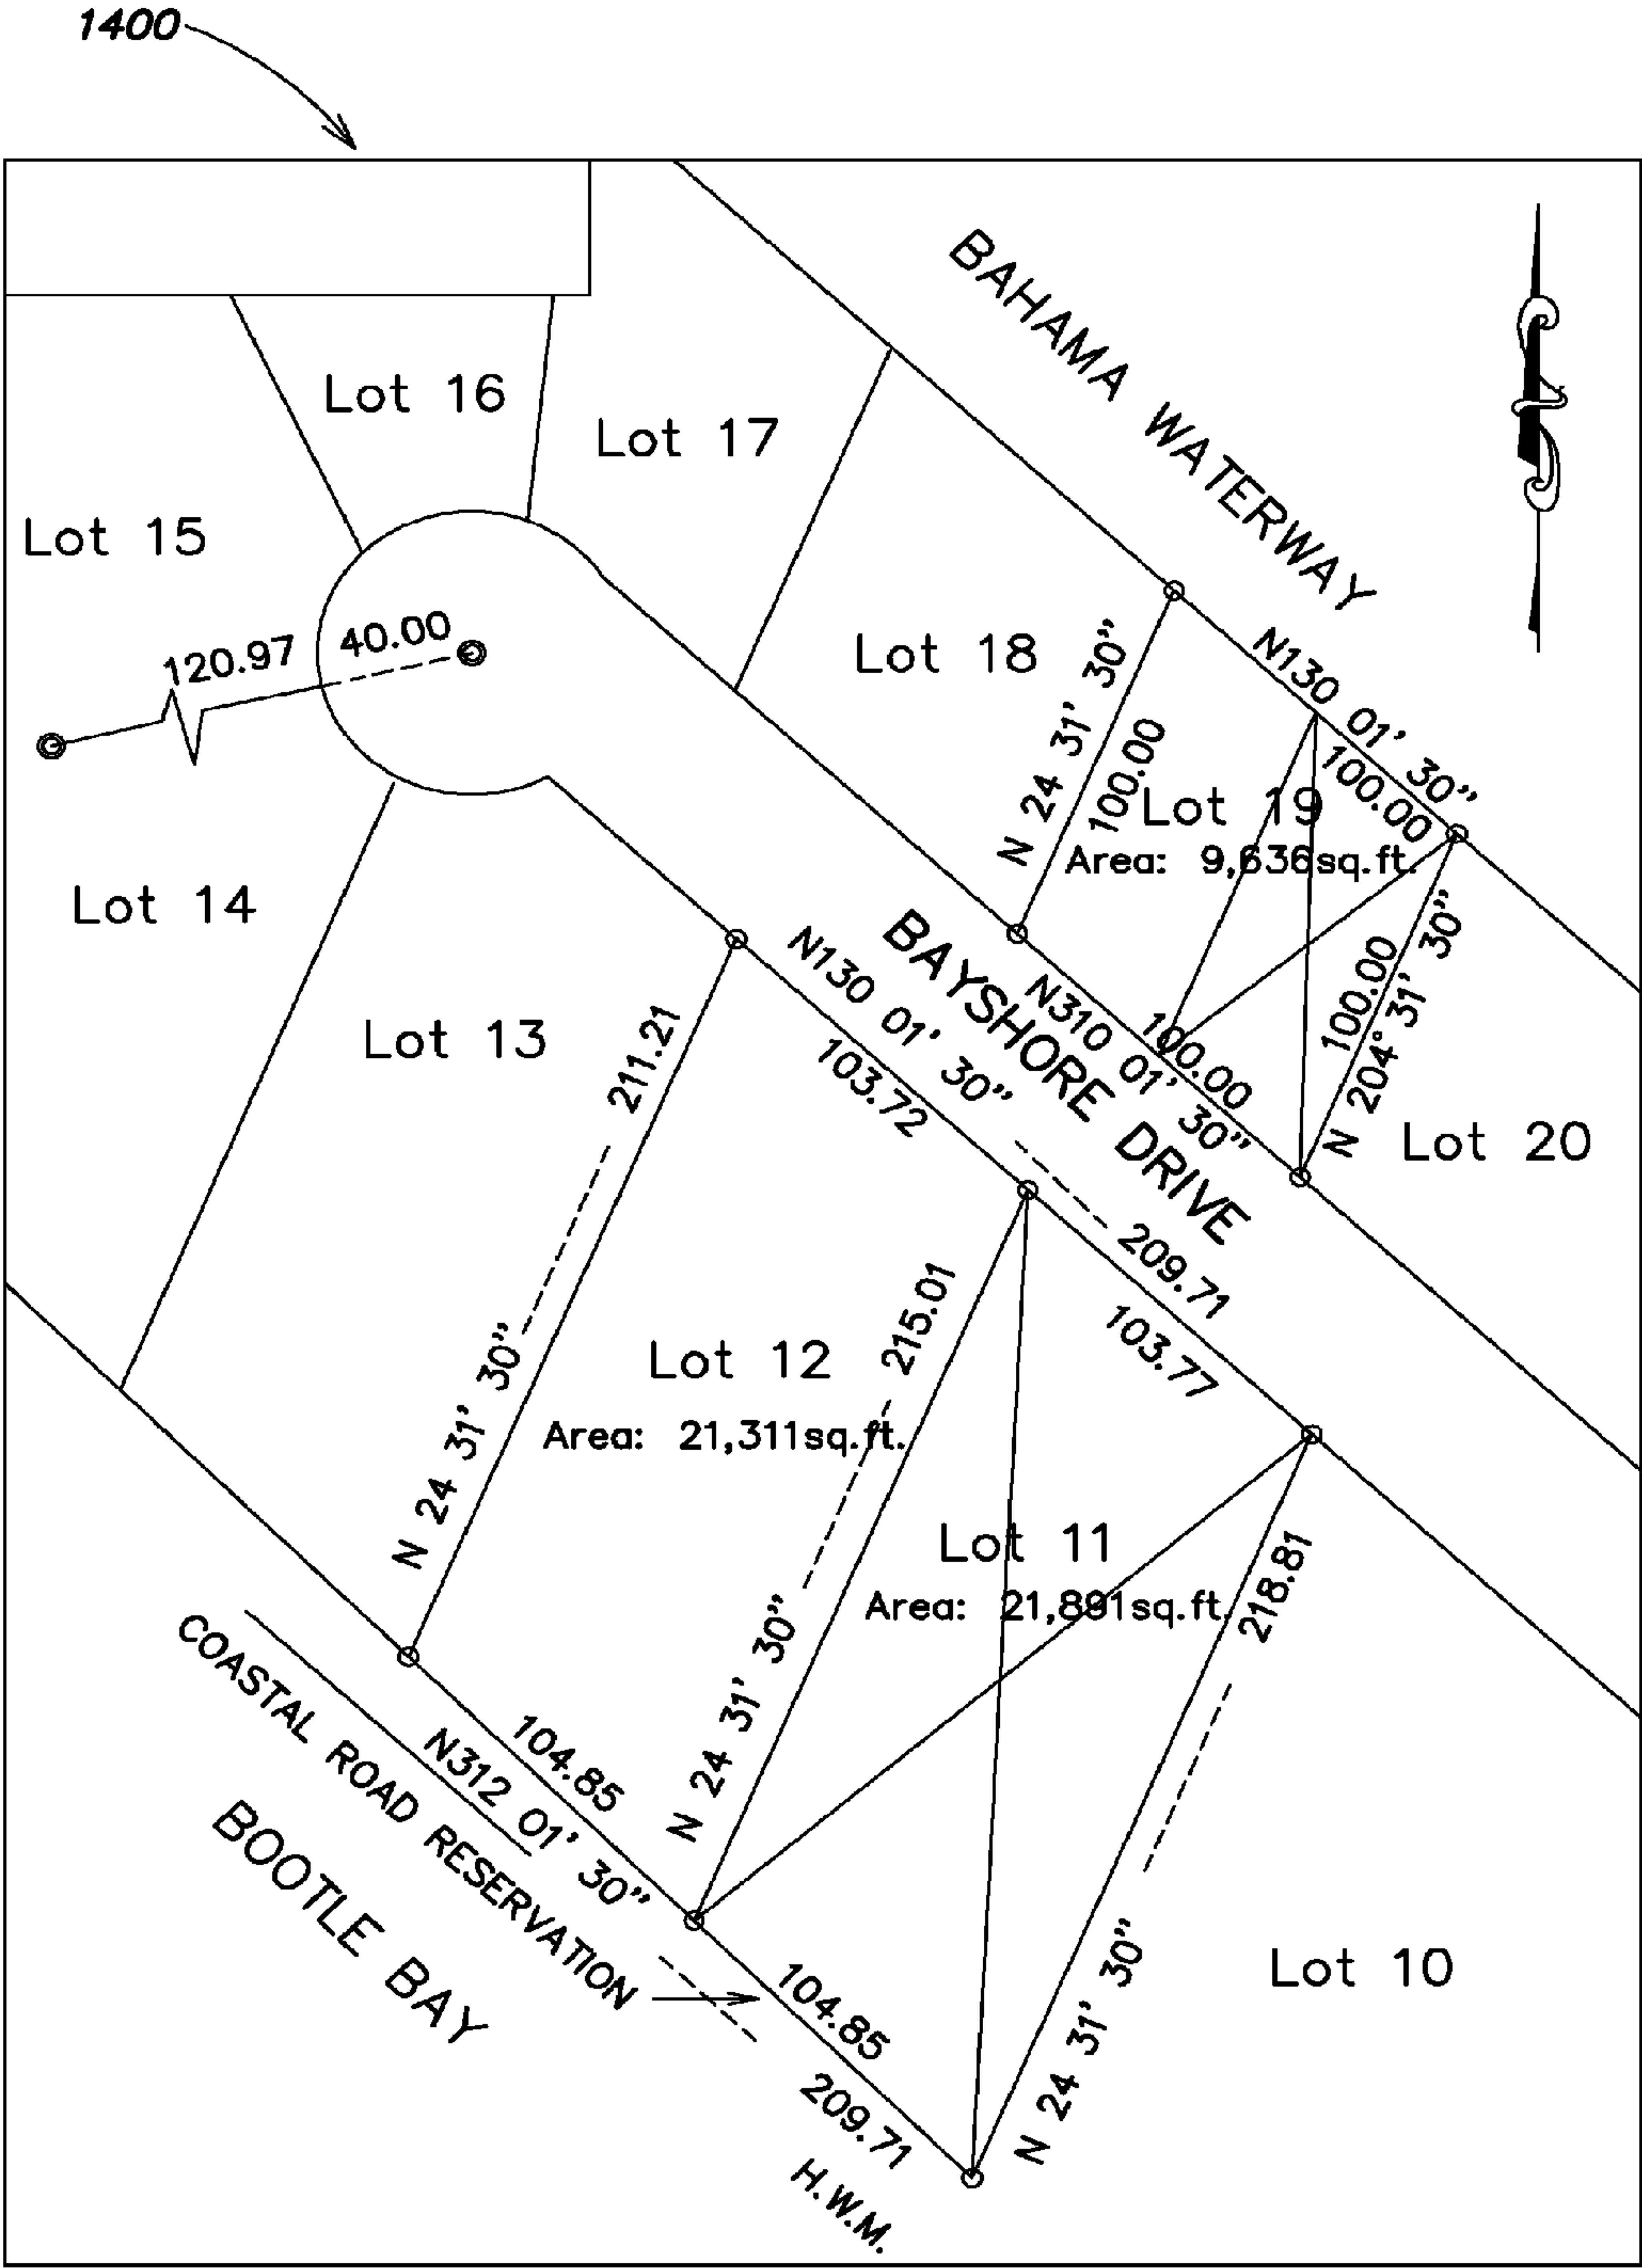 1400
BAHAMA WATERWAY
Lot 16
Lot 17
Lot 15
120.97
40.00
Lot 18
N 24 31' 30"
100.00
N130 01' 30"
100.00
Lot 19
Area: 9,636sq.ft.
Lot 14
BAYSHORE DRIVE
N310 01' 30"
100.00
100.00
N 204° 31' 30"
Lot 20
Lot 13
211.21
N 24 31' 30"
N130 01' 30"
103.72
209.71
103.77
Lot 12
Area: 21,311sq.ft.
215.01
N 24 31' 30"
Lot 11
Area: 21,891sq.ft.
218.81
N 24 31' 30"
COASTAL ROAD RESERVATION
N312 01' 30"
104.85
BOOTLE BAY
104.85
209.71
H.W.M.
Lot 10